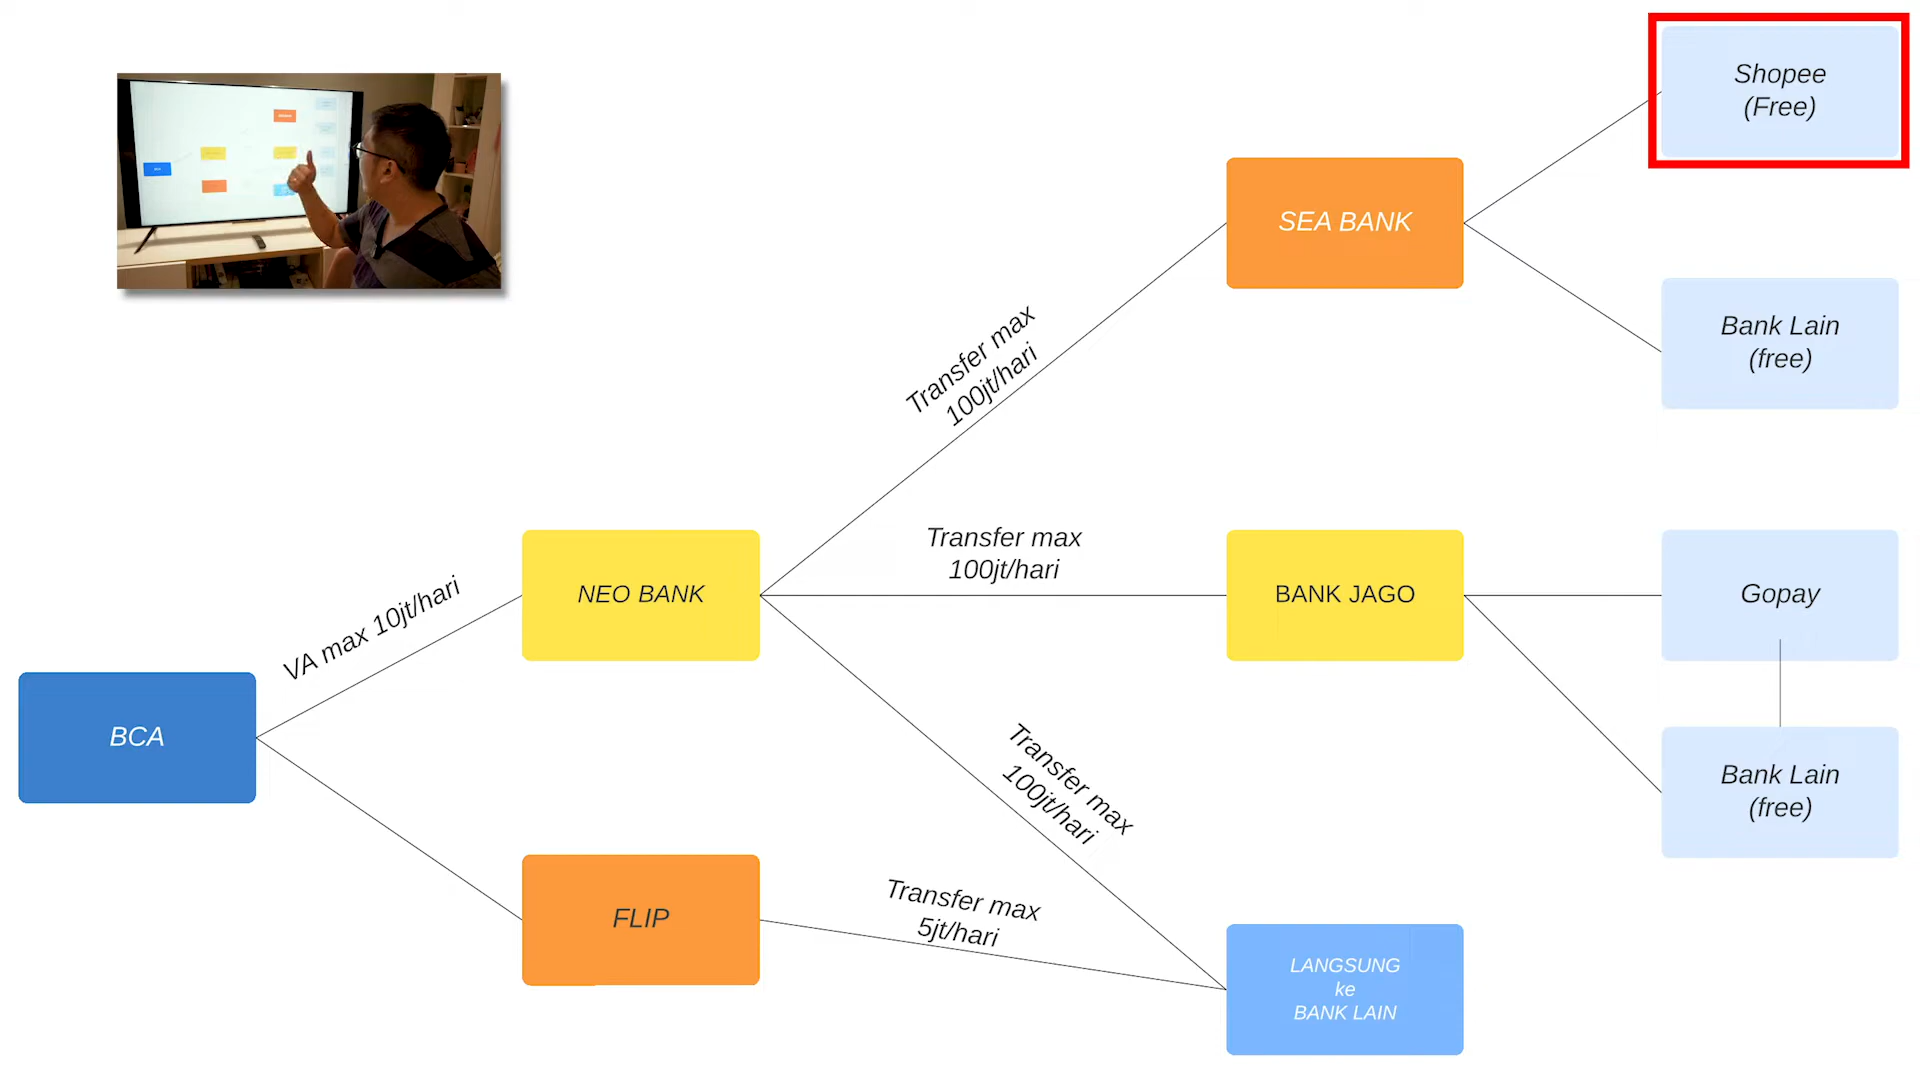 Shopee
(Free)
SEA BANK
Bank Lain
(free)
Transfer max
100jt/hari
Transfer max
100jt/hari
NEO BANK
BANK JAGO
Gopay
VA max 10jt/hari
BCA
Transfer max
100jt/hari
Bank Lain
(free)
FLIP
Transfer max
5jt/hari
LANGSUNG
ke
BANK LAIN